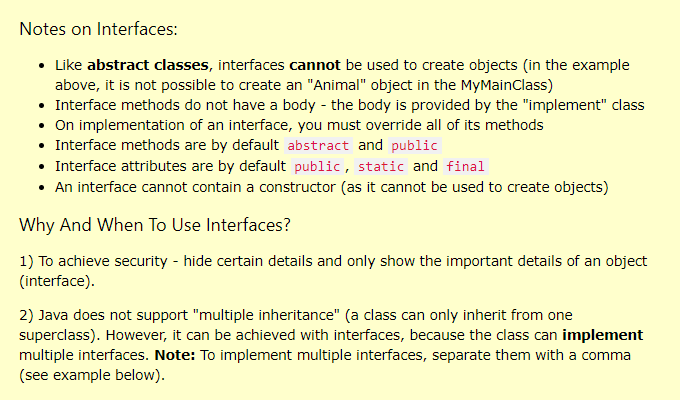 Notes on Interfaces:
• Like abstract classes, interfaces cannot be used to create objects (in the example
above, it is not possible to create an "Animal" object in the MyMainClass)
• Interface methods do not have a body - the body is provided by the "implement" class
• On implementation of an interface, you must override all of its methods
• Interface methods are by default abstract and public
• Interface attributes are by default public, static and final
• An interface cannot contain a constructor (as it cannot be used to create objects)
Why And When To Use Interfaces?
1) To achieve security - hide certain details and only show the important details of an object
(interface).
2) Java does not support "multiple inheritance" (a class can only inherit from one
superclass). However, it can be achieved with interfaces, because the class can implement
multiple interfaces. Note: To implement multiple interfaces, separate them with a comma
(see example below).